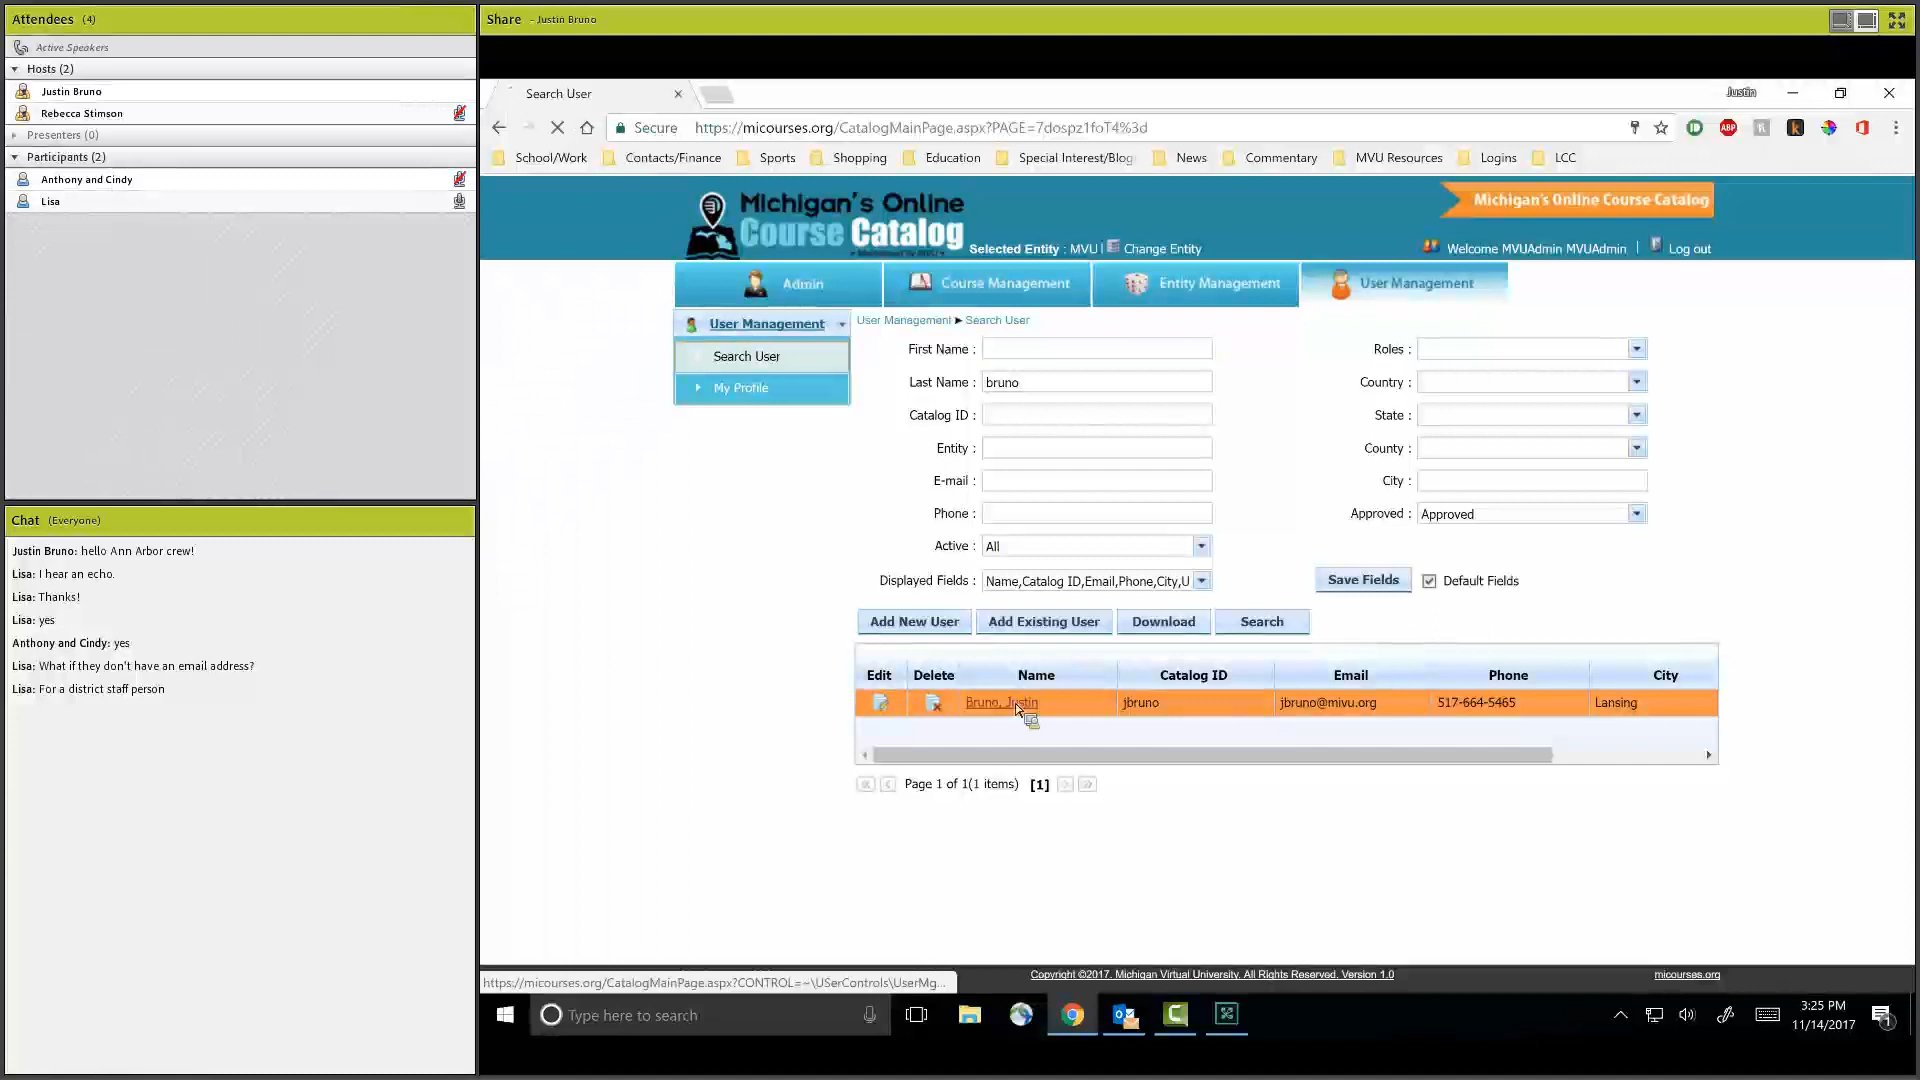 Attendees (4)
Active Speakers
Hosts (2)
Justin Bruno
Rebecca Stimson
Presenters (0)
Participants (2)
Anthony and Cindy
Lisa
Chat (Everyone)
Justin Bruno: hello Ann Arbor crew!
Lisa: I hear an echo.
Lisa: Thanks!
Lisa: yes
Anthony and Cindy: yes
Lisa: What if they don't have an email address?
Lisa: For a district staff person
Share - Justin Bruno
Search User
Justin
Secure https://micourses.org/CatalogMainPage.aspx?PAGE=7dospz1foT4%3d
ABP
School/Work Contacts/Finance Sports Shopping Education Special Interest/Blog News Commentary MVU Resources Logins LCC
Michigan's Online
Course Catalog
Michigan's Online Course Catalog
Selected Entity : MVU | Change Entity
Welcome MVUAdmin MVUAdmin | Log out
Admin Course Management Entity Management User Management
User Management
Search User
My Profile
User Management ▶ Search User
First Name :
Roles :
Last Name : bruno
Country :
Catalog ID :
State :
Entity :
County :
E-mail :
City :
Phone :
Approved : Approved
Active : All
Displayed Fields : Name,Catalog ID,Email,Phone,City,U
Save Fields Default Fields
Add New User Add Existing User Download Search
Edit Delete Name Catalog ID Email Phone City
Bruno, Justin jbruno jbruno@mivu.org 517-664-5465 Lansing
Page 1 of 1(1 items) [1]
https://micourses.org/CatalogMainPage.aspx?CONTROL=~\USerControls\UserMg...
Copyright ©2017. Michigan Virtual University. All Rights Reserved. Version 1.0
micourses.org
Type here to search
3:25 PM
11/14/2017
1